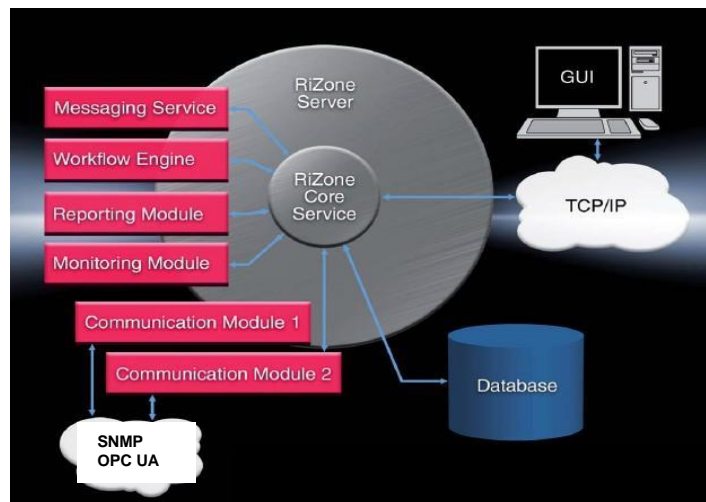 RiZone
Server
GUI
Messaging Service
Workflow Engine
RiZone
Core
Service
Reporting Module
TCP/IP
Monitoring Module
Communication Module 1
Communication Module 2
Database
SNMP
OPC UA